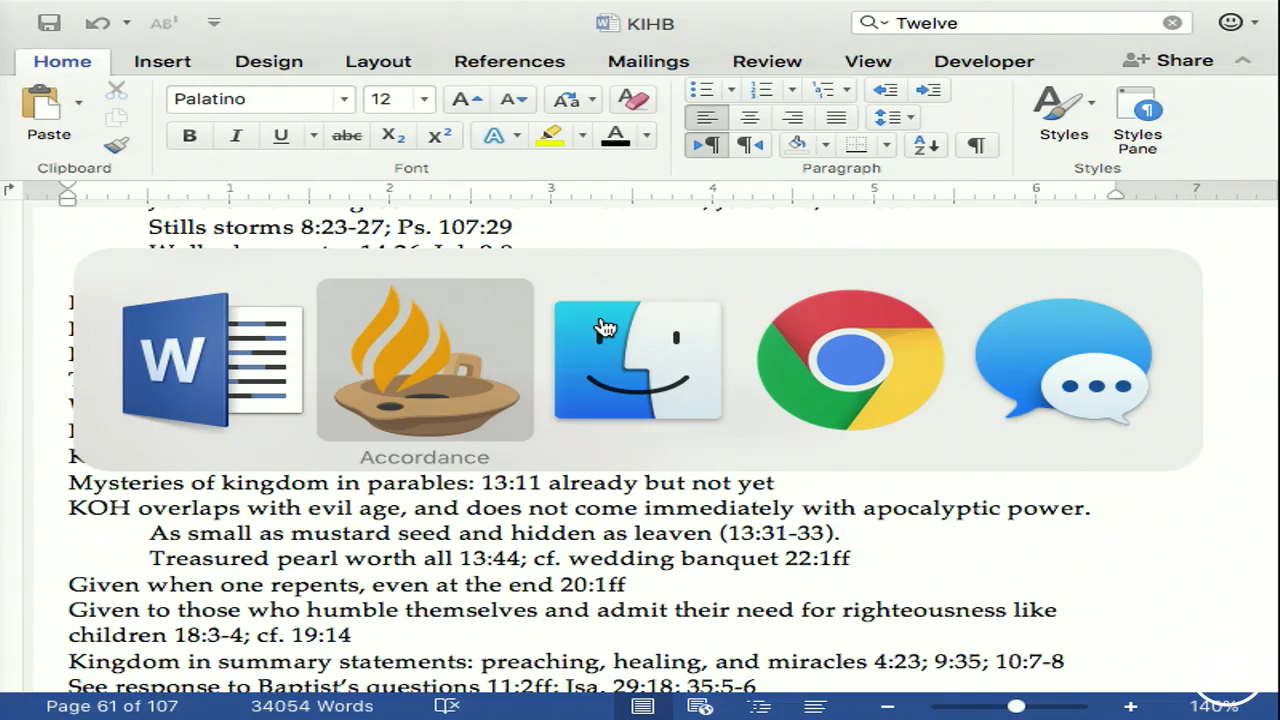 KIHB
Twelve
Home Insert Design Layout References Mailings Review View Developer Share
Palatino 12
Paste
Styles Styles Pane
Clipboard Font Paragraph Styles
1 2 3 4 5 6 7
Stills storms 8:23-27; Ps. 107:29
W
Accordance
Mysteries of kingdom in parables: 13:11 already but not yet
KOH overlaps with evil age, and does not come immediately with apocalyptic power.
As small as mustard seed and hidden as leaven (13:31-33).
Treasured pearl worth all 13:44; cf. wedding banquet 22:1ff
Given when one repents, even at the end 20:1ff
Given to those who humble themselves and admit their need for righteousness like
children 18:3-4; cf. 19:14
Kingdom in summary statements: preaching, healing, and miracles 4:23; 9:35; 10:7-8
See response to Baptist's questions 11:2ff; Isa. 29:18; 35:5-6
Page 61 of 107 34054 Words 140%